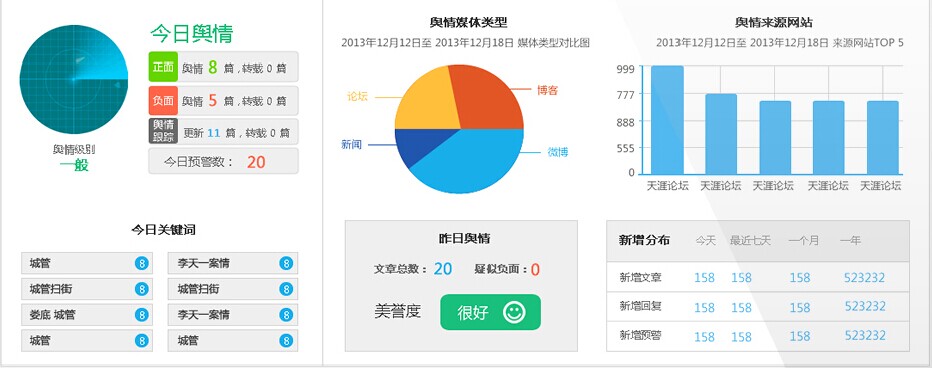 今日舆情
正面 舆情 8 篇，转载 0 篇
负面 舆情 5 篇，转载 0 篇
舆情跟踪 更新 11 篇，转载 0 篇
今日预警数： 20
舆情级别
一般
舆情媒体类型
2013年12月12日至 2013年12月18日 媒体类型对比图
论坛
博客
新闻
微博
舆情来源网站
2013年12月12日至 2013年12月18日 来源网站TOP 5
999
777
888
555
0
天涯论坛 天涯论坛 天涯论坛 天涯论坛 天涯论坛
今日关键词
城管 8 李天一案情 8
城管扫街 8 城管扫街 8
娄底 城管 8 李天一案情 8
城管 8 城管 8
昨日舆情
文章总数： 20 疑似负面：0
美誉度 很好
新增分布 今天 最近七天 一个月 一年
新增文章 158 158 158 523232
新增回复 158 158 158 523232
新增预警 158 158 158 523232